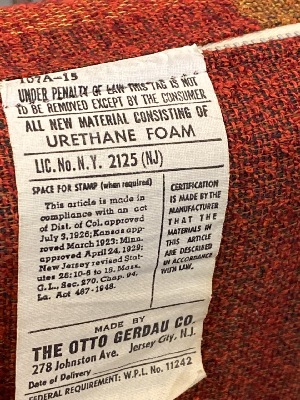 107A-15
UNDER PENALTY OF LAW THIS TAG IS NOT
TO BE REMOVED EXCEPT BY THE CONSUMER
ALL NEW MATERIAL CONSISTING OF
URETHANE FOAM
LIC. No. N.Y. 2125 (NJ)
SPACE FOR STAMP (when required)
This article is made in
compliance with an act
of Dist. of Col. approved
July 3, 1926; Kansas app-
roved March 1923; Minn.
approved April 24, 1929;
New Jersey revised Stat-
utes 26:10-6 to 18. Mass.
G.L., Sec. 270. Chap. 94.
La. Act 467-1948.
CERTIFICATION
IS MADE BY THE
MANUFACTURER
THAT THE
MATERIALS IN
THIS ARTICLE
ARE DESCRIBED
IN ACCORDANCE
WITH LAW.
MADE BY
THE OTTO GERDAU CO.
278 Johnston Ave. Jersey City, N.J.
Date of Delivery
FEDERAL REQUIREMENT: W.P.L. No. 11242